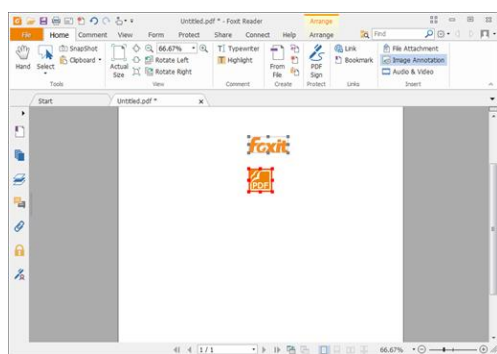 Untitled.pdf * - Foxit Reader
Arrange
File Home Comment View Form Protect Share Connect Help Arrange Find
Hand
Select
SnapShot
Clipboard
Actual Size
66.67%
Rotate Left
Rotate Right
Typewriter
Highlight
From File
PDF Sign
Link
Bookmark
File Attachment
Image Annotation
Audio & Video
Tools View Comment Create Protect Links Insert
Start Untitled.pdf *
foxit
PDF
1 / 1 66.67%